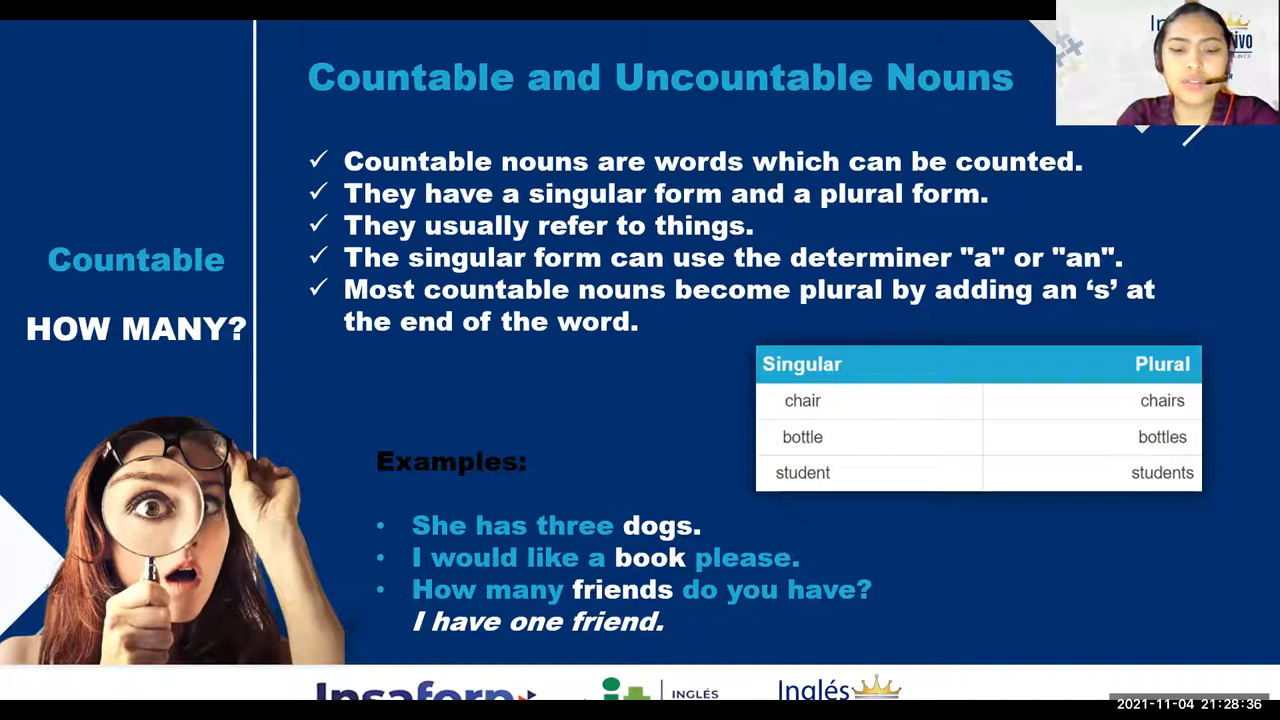 Countable and Uncountable Nouns
✓ Countable nouns are words which can be counted.
✓ They have a singular form and a plural form.
✓ They usually refer to things.
✓ The singular form can use the determiner "a" or "an".
✓ Most countable nouns become plural by adding an ‘s’ at
the end of the word.
Countable
HOW MANY?
Singular Plural
chair chairs
bottle bottles
student students
Examples:
• She has three dogs.
• I would like a book please.
• How many friends do you have?
I have one friend.
Insaforp
INGLÉS
Inglés
2021-11-04 21:28:36